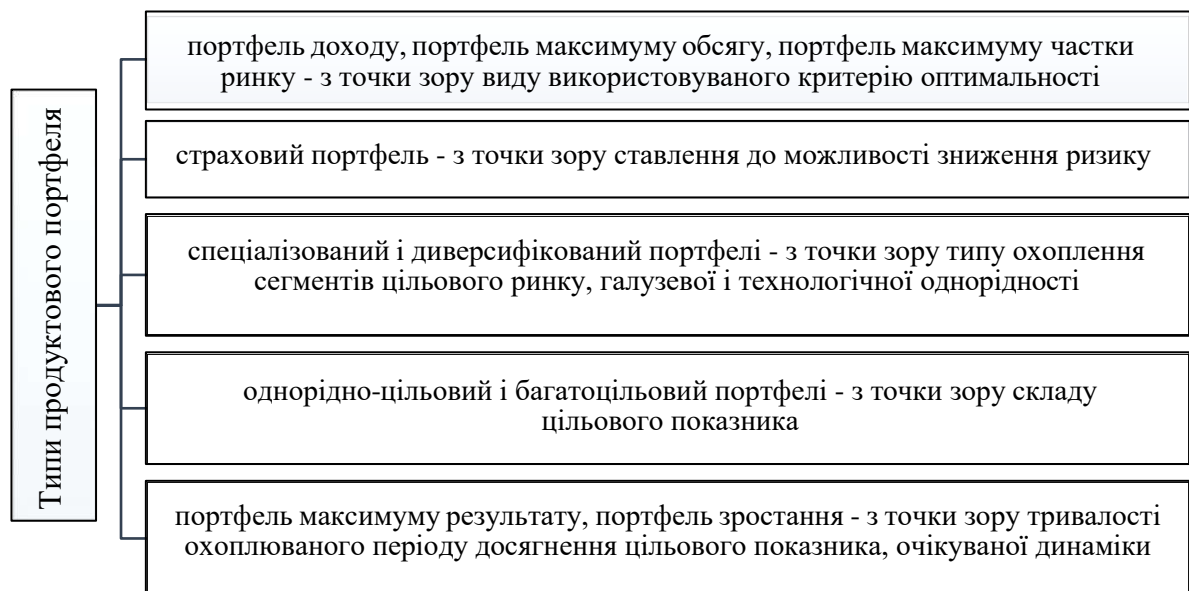 Типи продуктового портфеля
портфель доходу, портфель максимуму обсягу, портфель максимуму частки
ринку - з точки зору виду використовуваного критерію оптимальності
страховий портфель - з точки зору ставлення до можливості зниження ризику
спеціалізований і диверсифікований портфелі - з точки зору типу охоплення
сегментів цільового ринку, галузевої і технологічної однорідності
однорідно-цільовий і багатоцільовий портфелі - з точки зору складу
цільового показника
портфель максимуму результату, портфель зростання - з точки зору тривалості
охоплюваного періоду досягнення цільового показника, очікуваної динаміки